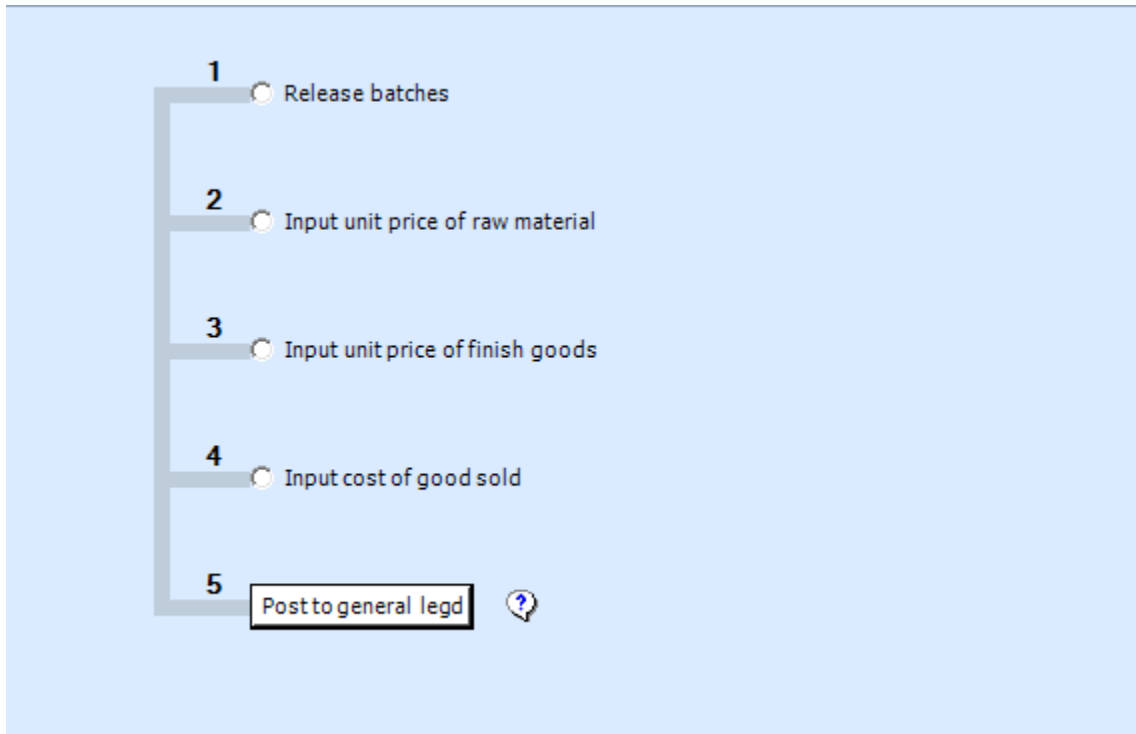 1
Release batches
2
Input unit price of raw material
3
Input unit price of finish goods
4
Input cost of good sold
5
Post to general legd
?